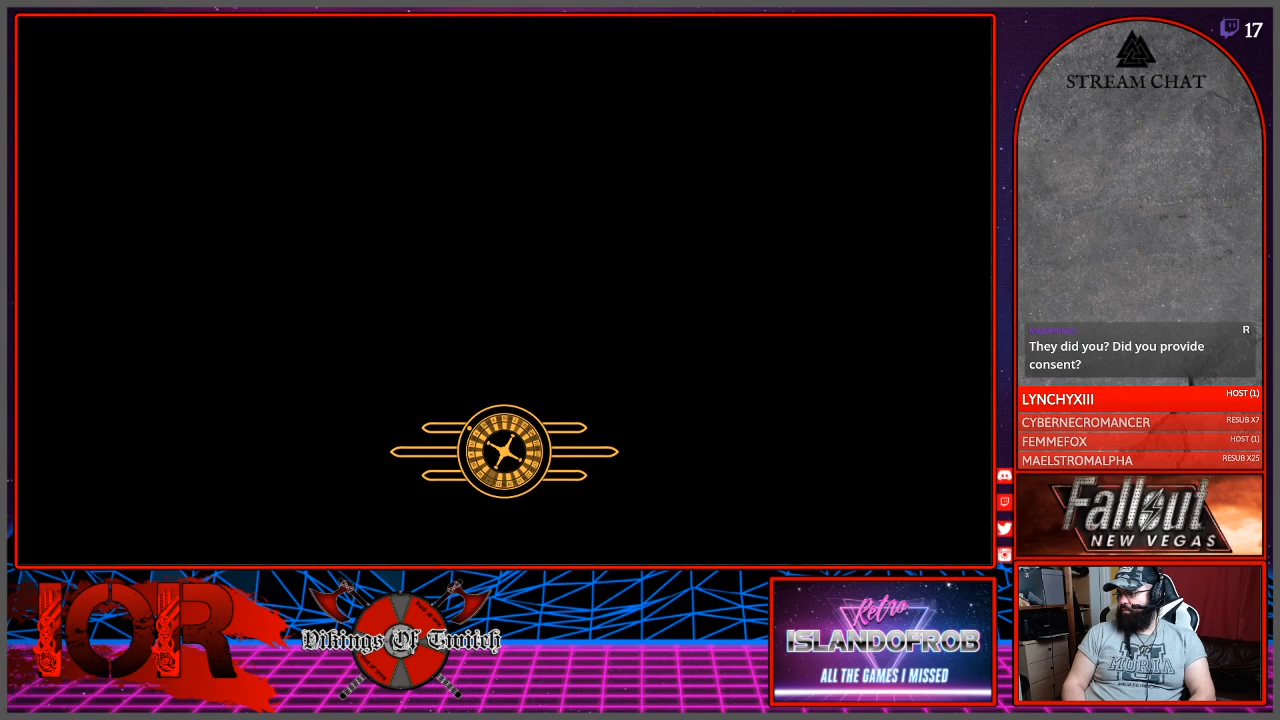 17
STREAM CHAT
R
They did you? Did you provide
consent?
LYNCHYXIII HOST (1)
CYBERNECROMANCER RESUB X7
FEMMEFOX HOST (1)
MAELSTROMALPHA RESUB X25
Fallout
NEW VEGAS
IOR
Vikings Of Twitch
Retro
ISLANDOFROB
ALL THE GAMES I MISSED
MORIA